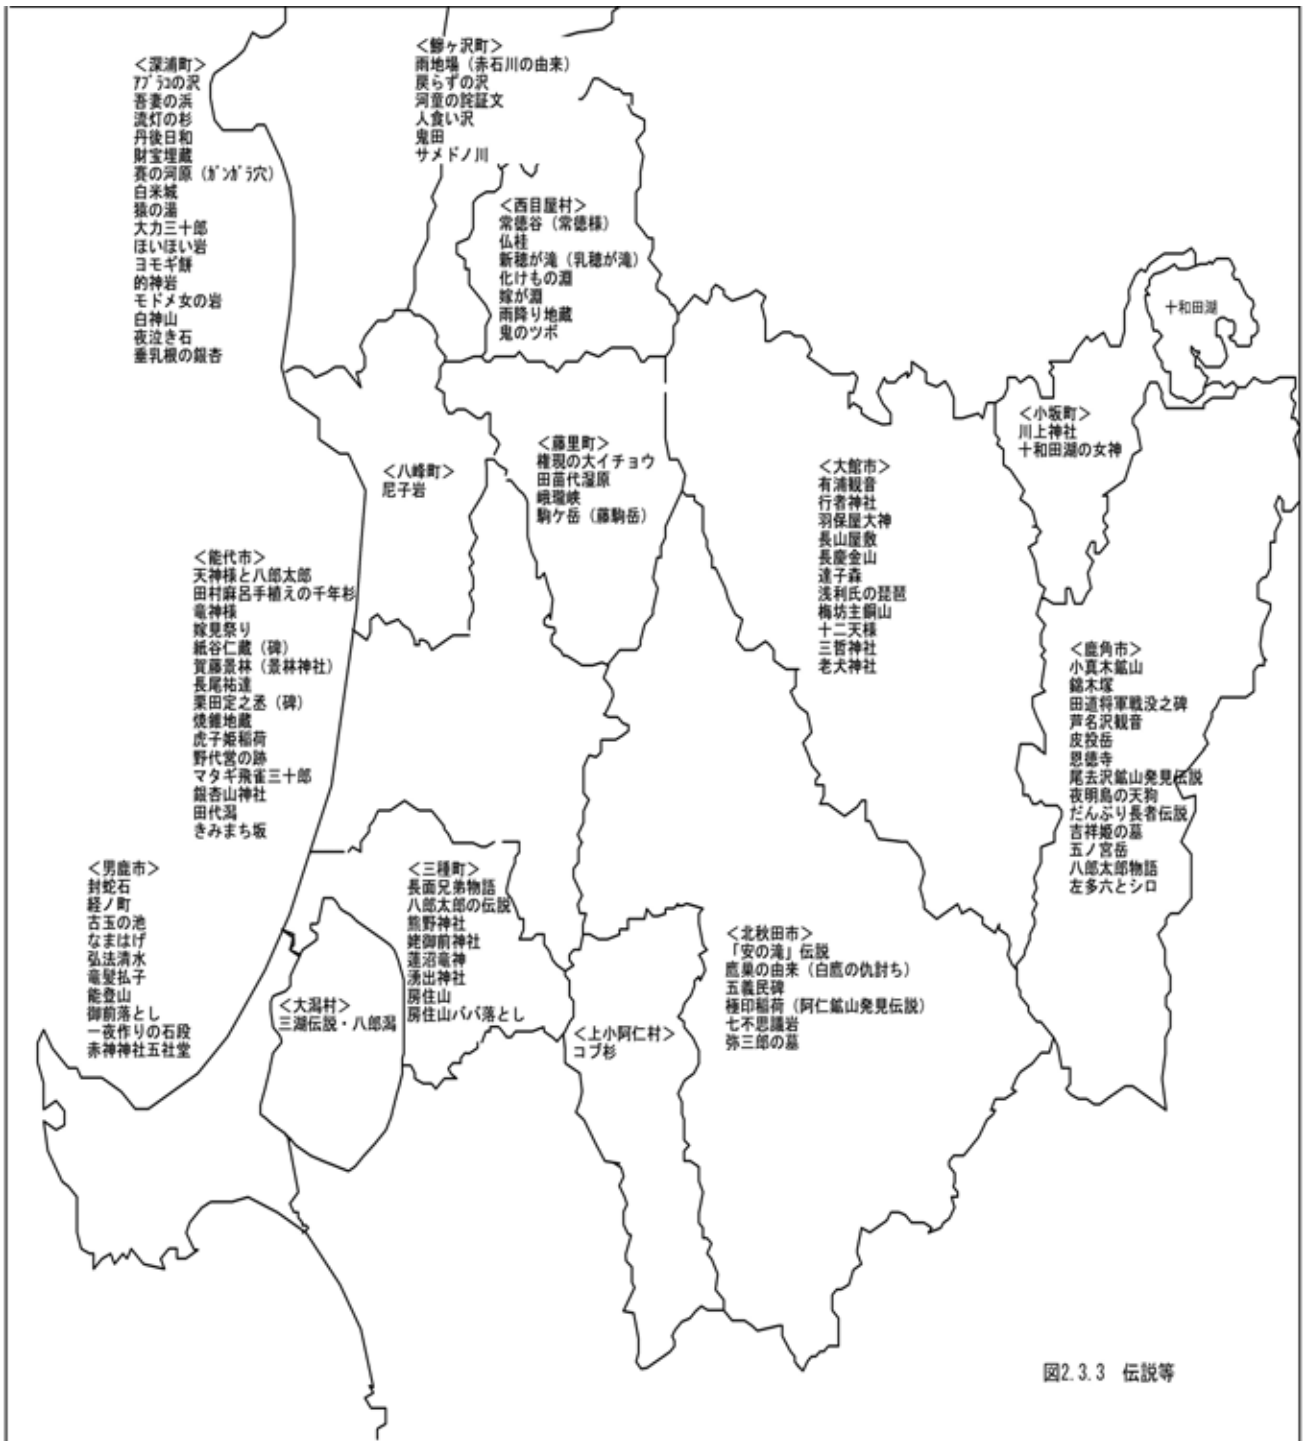 ＜深浦町＞
ｱﾌﾞﾗｺの沢
吾妻の浜
流灯の杉
丹後日和
財宝埋蔵
賽の河原（ｶﾞﾝｶﾞﾗ穴）
白米城
猿の湯
大力三十郎
ほいほい岩
ヨモギ餅
的神岩
モドメ女の岩
白神山
夜泣き石
垂乳根の銀杏
＜鰺ヶ沢町＞
雨地場（赤石川の由来）
戻らずの沢
河童の詫証文
人食い沢
鬼田
サメドノ川
＜西目屋村＞
常徳谷（常徳様）
仏桂
新穂が滝（乳穂が滝）
化けもの淵
嫁が淵
雨降り地蔵
鬼のツボ
十和田湖
＜小坂町＞
川上神社
十和田湖の女神
＜八峰町＞
尼子岩
＜藤里町＞
権現の大イチョウ
田苗代湿原
峨瓏峡
駒ケ岳（藤駒岳）
＜大館市＞
有浦観音
行者神社
羽保屋大神
長山屋敷
長慶金山
達子森
浅利氏の琵琶
梅坊主銅山
十二天様
三哲神社
老犬神社
＜能代市＞
天神様と八郎太郎
田村麻呂手植えの千年杉
竜神様
嫁見祭り
紙谷仁蔵（碑）
賀藤景林（景林神社）
長尾祐達
栗田定之丞（碑）
焼錐地蔵
虎子姫稲荷
野代営の跡
マタギ飛雀三十郎
銀杏山神社
田代潟
きみまち坂
＜鹿角市＞
小真木鉱山
錦木塚
田道将軍戦没之碑
芦名沢観音
皮投岳
恩徳寺
尾去沢鉱山発見伝説
夜明島の天狗
だんぶり長者伝説
吉祥姫の墓
五ノ宮岳
八郎太郎物語
左多六とシロ
＜男鹿市＞
封蛇石
経ノ町
古玉の池
なまはげ
弘法清水
竜髪払子
能登山
御前落とし
一夜作りの石段
赤神神社五社堂
＜三種町＞
長面兄弟物語
八郎太郎の伝説
熊野神社
姥御前神社
蓮沼竜神
湧出神社
房住山
房住山ババ落とし
＜大潟村＞
三湖伝説・八郎潟
＜上小阿仁村＞
コブ杉
＜北秋田市＞
「安の滝」伝説
鷹巣の由来（白鷹の仇討ち）
五義民碑
極印稲荷（阿仁鉱山発見伝説）
七不思議岩
弥三郎の墓
図2.3.3　伝説等